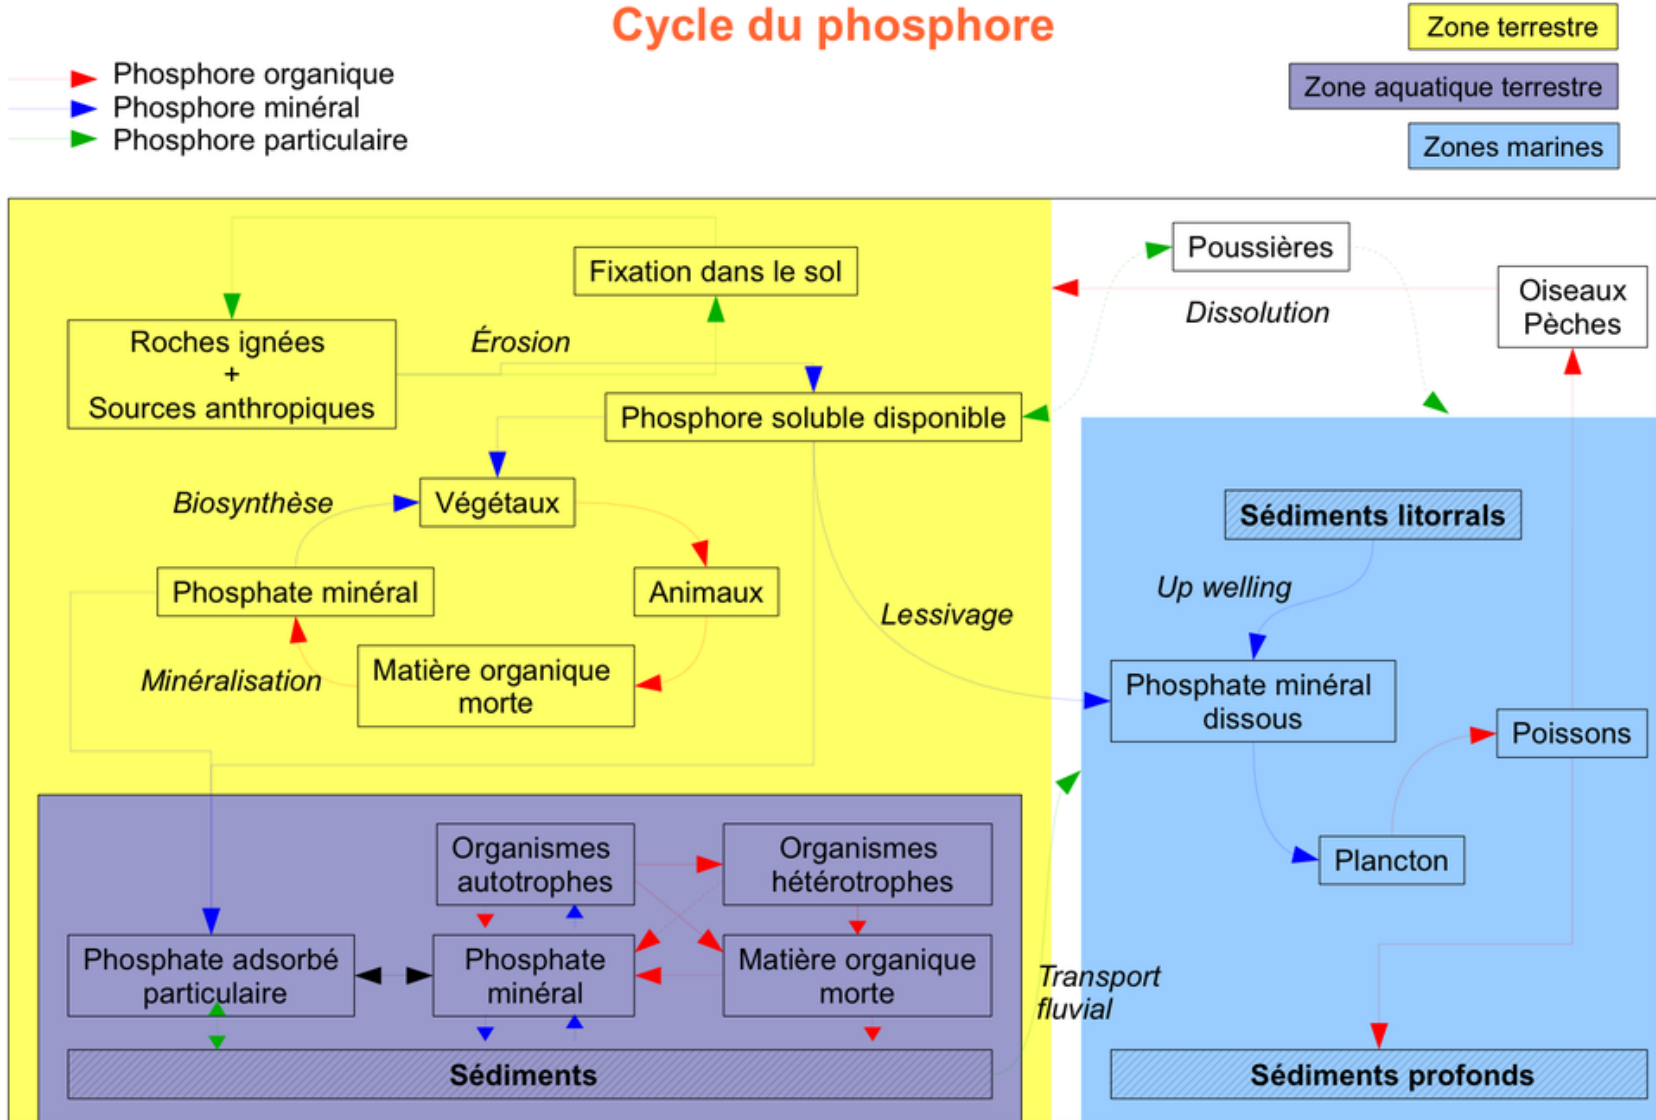 Cycle du phosphore
Zone terrestre
Zone aquatique terrestre
Zones marines
Phosphore organique
Phosphore minéral
Phosphore particulaire
Fixation dans le sol
Poussières
Oiseaux
Pèches
Dissolution
Roches ignées
+
Sources anthropiques
Érosion
Phosphore soluble disponible
Biosynthèse
Végétaux
Sédiments litorrals
Phosphate minéral
Animaux
Lessivage
Up welling
Minéralisation
Matière organique
morte
Phosphate minéral
dissous
Poissons
Plancton
Organismes
autotrophes
Organismes
hétérotrophes
Phosphate adsorbé
particulaire
Phosphate
minéral
Matière organique
morte
Transport
fluvial
Sédiments
Sédiments profonds